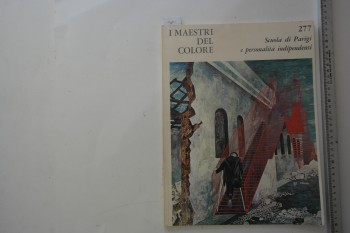 I MAESTRI
DEL
COLORE
277
Scuola di Parigi
e personalità indipendenti